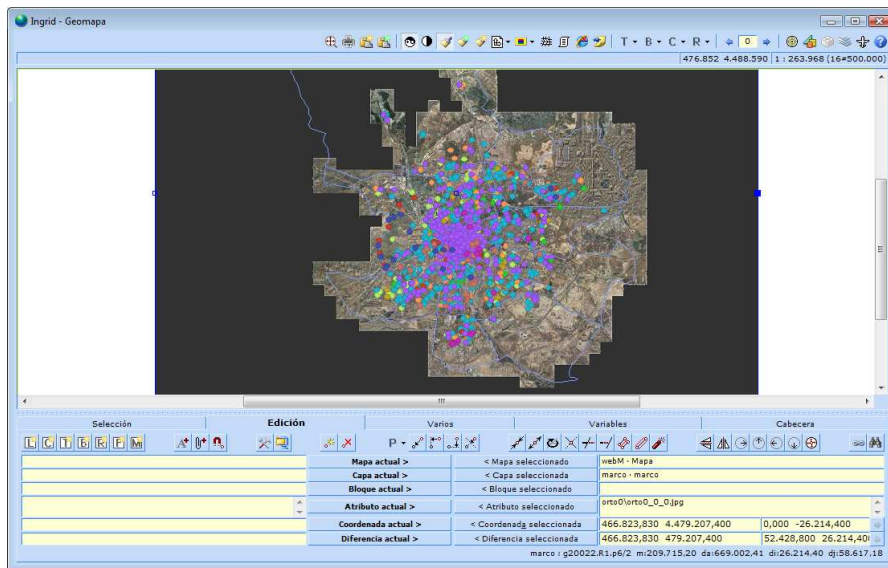 Ingrid - Geomapa
T - B - C - R - 0
476.852 4.488.590 1 : 263.968 (16=500.000)
Selección Edición Varios Variables Cabecera
L C T
P -
Mapa actual > < Mapa seleccionado webM - Mapa
Capa actual > < Capa seleccionada marco - marco
Bloque actual > < Bloque seleccionado
Atributo actual > < Atributo seleccionado orto0\orto0_0_0.jpg
Coordenada actual > < Coordenada seleccionada 466.823,830 4.479.207,400 0,000 -26.214,400
Diferencia actual > < Diferencia seleccionada 466.823,830 479.207,400 52.428,800 26.214,40
marco : g20022.R1.p6/2 m:209.715,20 da:669.002,41 di:26.214,40 dj:58.617,18